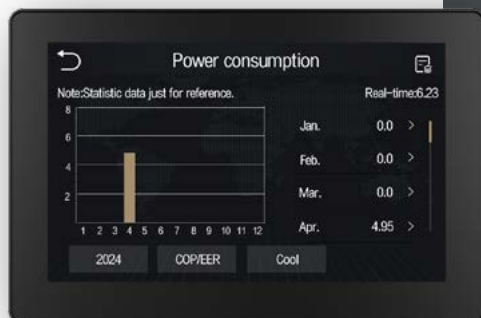 Power consumption
Note:Statistic data just for reference.
Real-time:6.23
8
6
4
2
1 2 3 4 5 6 7 8 9 10 11 12
Jan. 0.0 >
Feb. 0.0 >
Mar. 0.0 >
Apr. 4.95 >
2024 COP/EER Cool